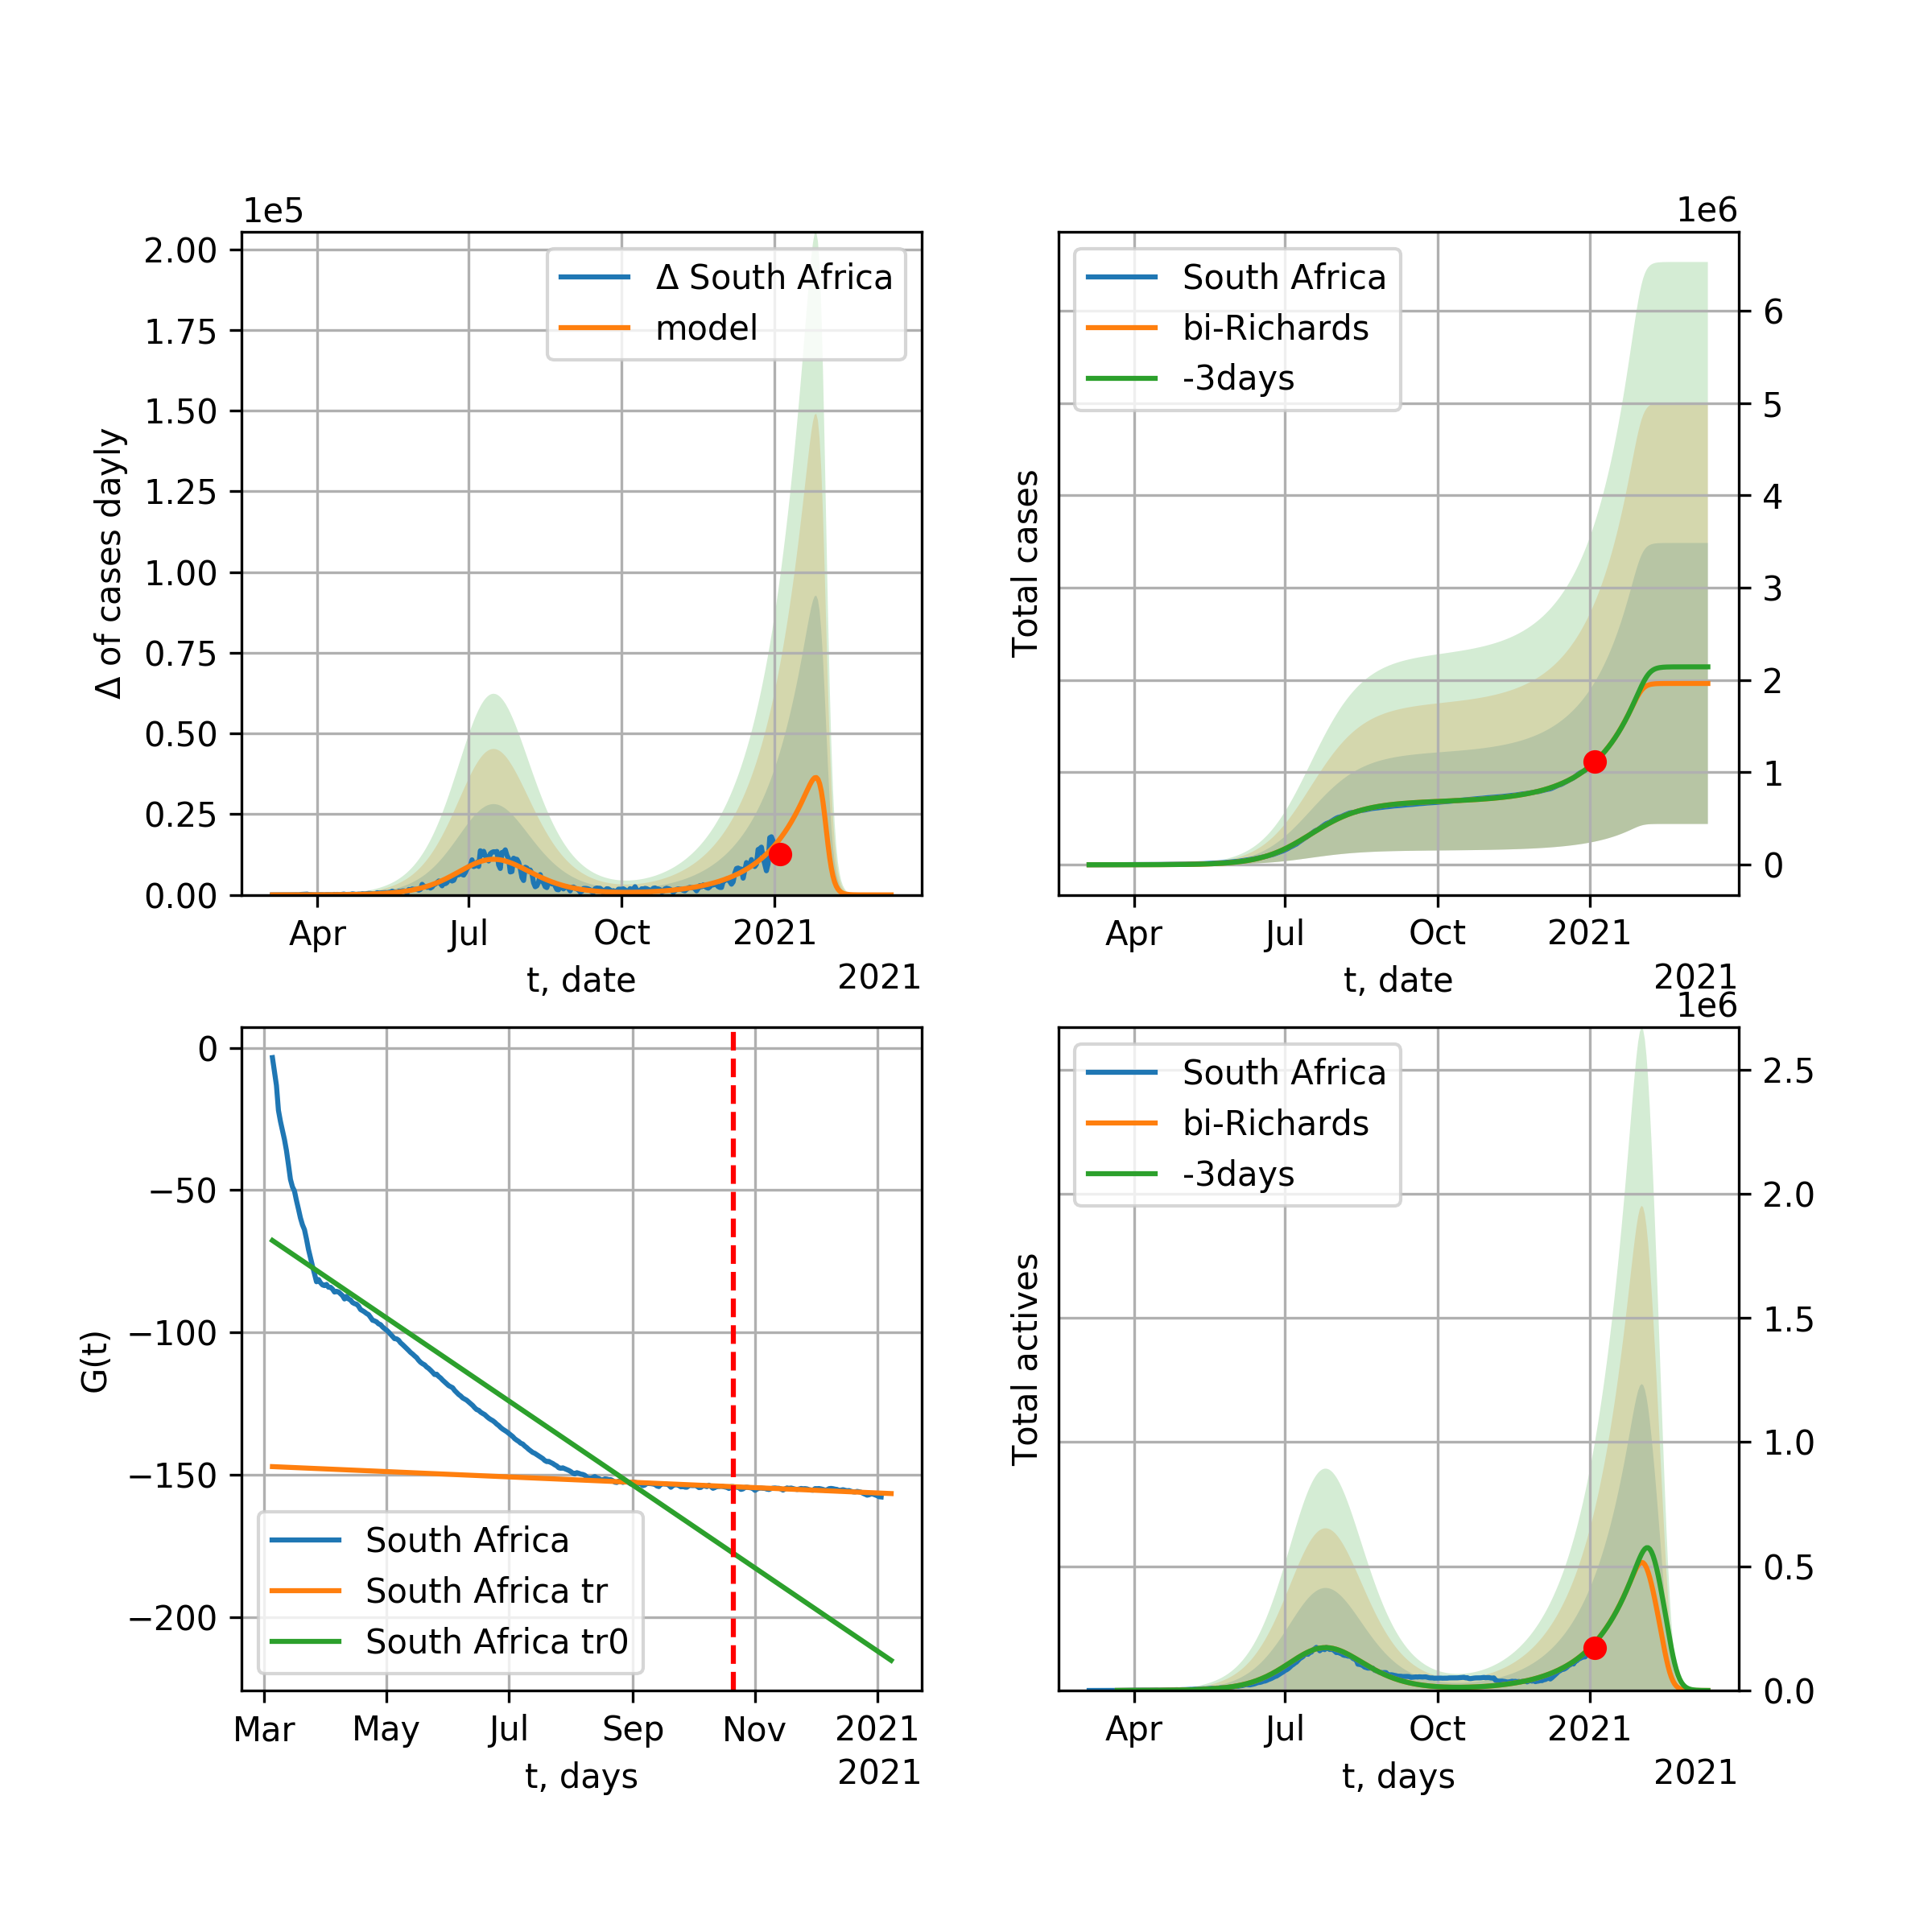 1e5
2.00
1.75
1.50
1.25
1.00
0.75
0.50
0.25
0.00
Δ of cases dayly
Δ South Africa
model
Apr Jul Oct 2021
t, date
2021
1e6
South Africa
bi-Richards
-3days
Total cases
6
5
4
3
2
1
0
Apr Jul Oct 2021
t, date
2021
0
−50
−100
−150
−200
G(t)
South Africa
South Africa tr
South Africa tr0
Mar May Jul Sep Nov 2021
t, days
2021
1e6
South Africa
bi-Richards
-3days
Total actives
2.5
2.0
1.5
1.0
0.5
0.0
Apr Jul Oct 2021
t, days
2021